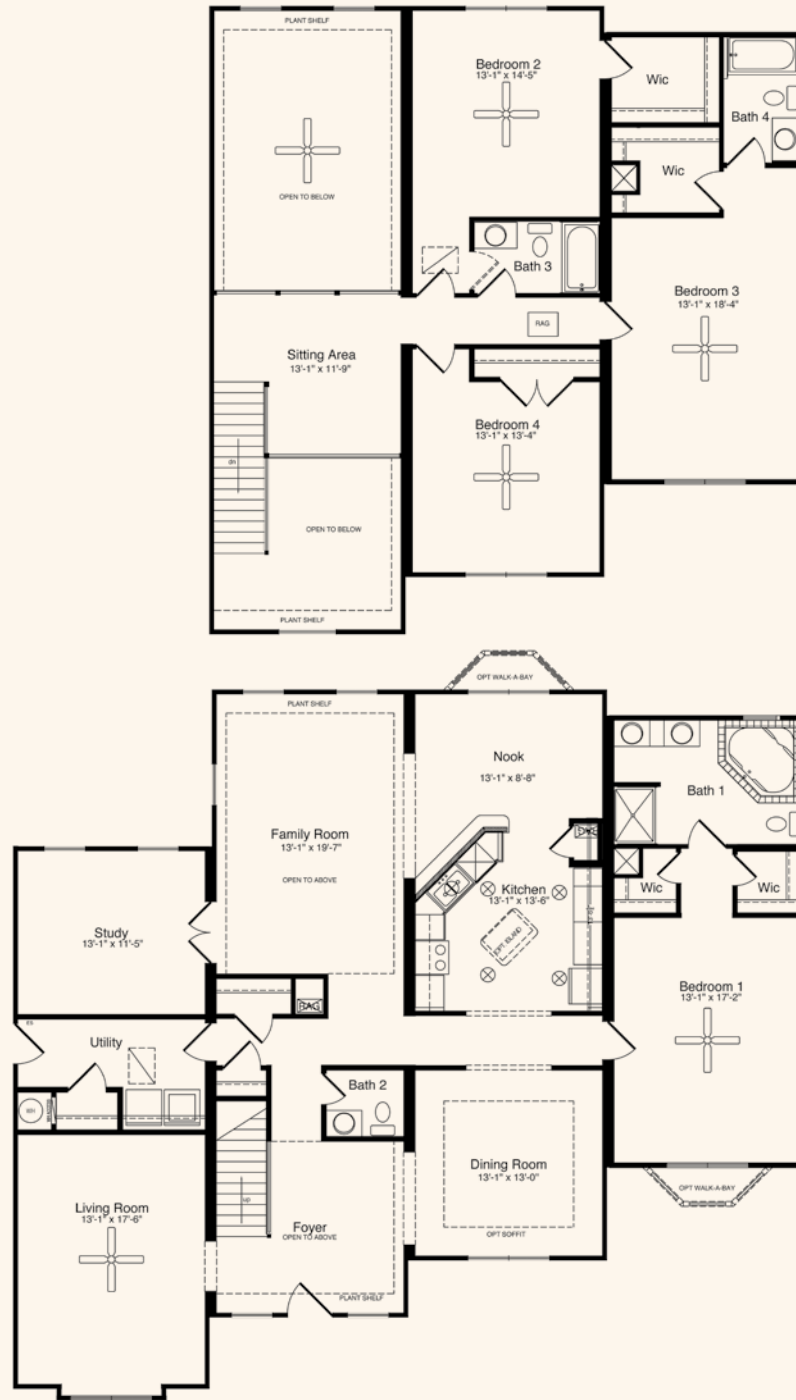 PLANT SHELF
OPEN TO BELOW
Bedroom 2
13'-1" x 14'-5"
Wic
Bath 4
Wic
Bath 3
Bedroom 3
13'-1" x 18'-4"
RAG
Sitting Area
13'-1" x 11'-9"
dn
Bedroom 4
13'-1" x 13'-4"
OPEN TO BELOW
PLANT SHELF
OPT WALK-A-BAY
PLANT SHELF
Nook
13'-1" x 8'-8"
Bath 1
Family Room
13'-1" x 19'-7"
OPEN TO ABOVE
Kitchen
13'-1" x 13'-6"
OPT. ISLAND
Wic
Wic
Study
13'-1" x 11'-5"
Bedroom 1
13'-1" x 17'-2"
RAG
Utility
Bath 2
Dining Room
13'-1" x 13'-0"
OPT SOFFIT
OPT WALK-A-BAY
up
Living Room
13'-1" x 17'-6"
Foyer
OPEN TO ABOVE
PLANT SHELF